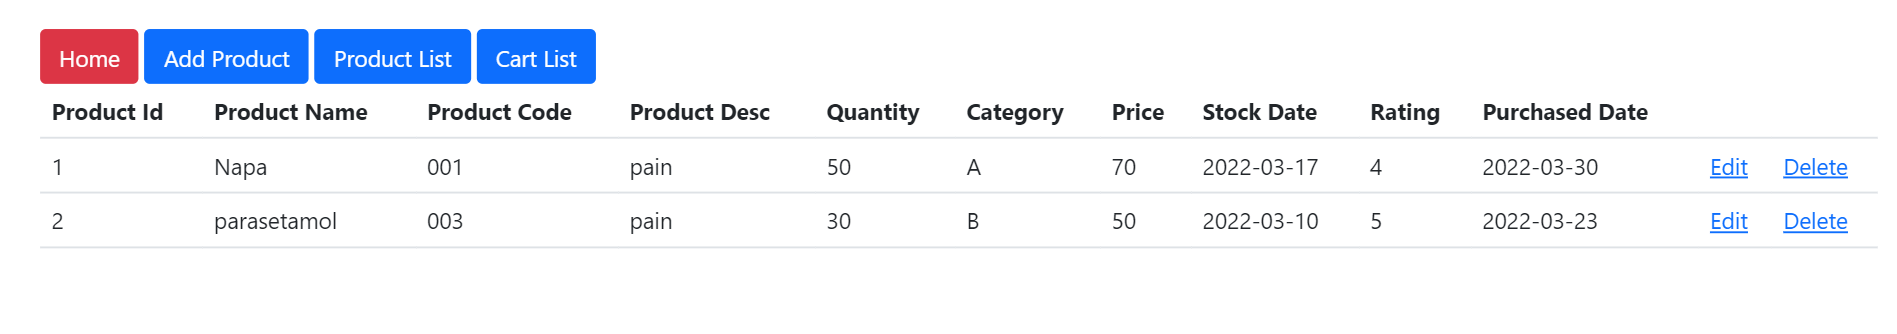 Home Add Product Product List Cart List
Product Id Product Name Product Code Product Desc Quantity Category Price Stock Date Rating Purchased Date
1 Napa 001 pain 50 A 70 2022-03-17 4 2022-03-30 Edit Delete
2 parasetamol 003 pain 30 B 50 2022-03-10 5 2022-03-23 Edit Delete